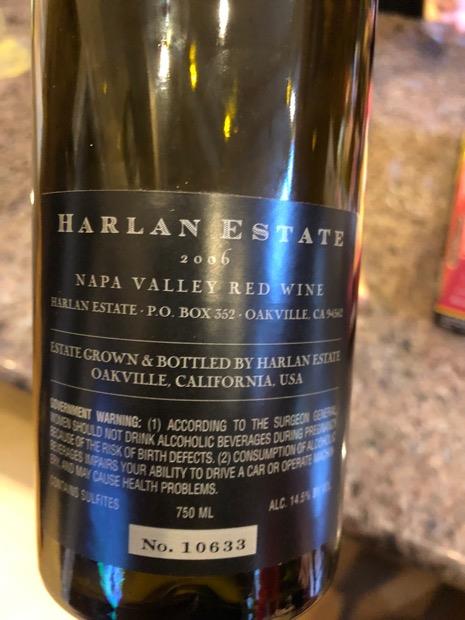 HARLAN ESTATE
2006
NAPA VALLEY RED WINE
HARLAN ESTATE · P.O. BOX 352 · OAKVILLE, CA 94562
ESTATE GROWN & BOTTLED BY HARLAN ESTATE
OAKVILLE, CALIFORNIA, USA
GOVERNMENT WARNING: (1) ACCORDING TO THE SURGEON GENERAL,
WOMEN SHOULD NOT DRINK ALCOHOLIC BEVERAGES DURING PREGNANCY
BECAUSE OF THE RISK OF BIRTH DEFECTS. (2) CONSUMPTION OF ALCOHOLIC
BEVERAGES IMPAIRS YOUR ABILITY TO DRIVE A CAR OR OPERATE MACHIN
ERY, AND MAY CAUSE HEALTH PROBLEMS.
CONTAINS SULFITES 750 ML ALC. 14.5% BY VOL.
No. 10633